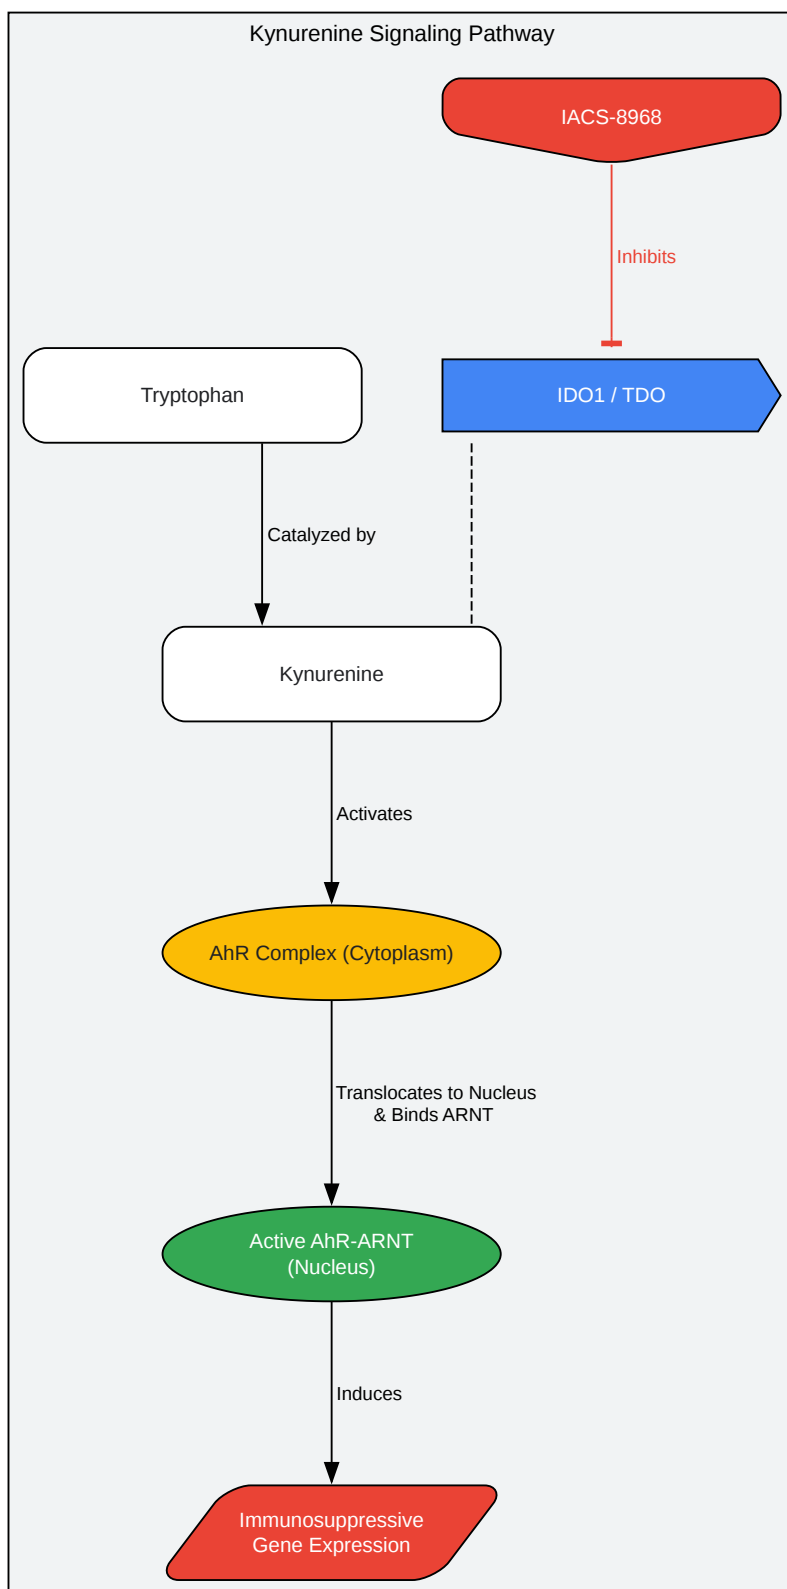 Kynurenine Signaling Pathway
IACS-8968
Inhibits
Tryptophan
IDO1 / TDO
Catalyzed by
Kynurenine
Activates
AhR Complex (Cytoplasm)
Translocates to Nucleus
& Binds ARNT
Active AhR-ARNT
(Nucleus)
Induces
Immunosuppressive
Gene Expression